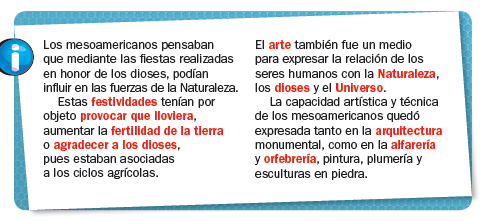 i
Los mesoamericanos pensaban
que mediante las fiestas realizadas
en honor de los dioses, podían
influir en las fuerzas de la Naturaleza.
Estas festividades tenían por
objeto provocar que lloviera,
aumentar la fertilidad de la tierra
o agradecer a los dioses,
pues estaban asociadas
a los ciclos agrícolas.
El arte también fue un medio
para expresar la relación de los
seres humanos con la Naturaleza,
los dioses y el Universo.
La capacidad artística y técnica
de los mesoamericanos quedó
expresada tanto en la arquitectura
monumental, como en la alfarería
y orfebrería, pintura, plumería y
esculturas en piedra.